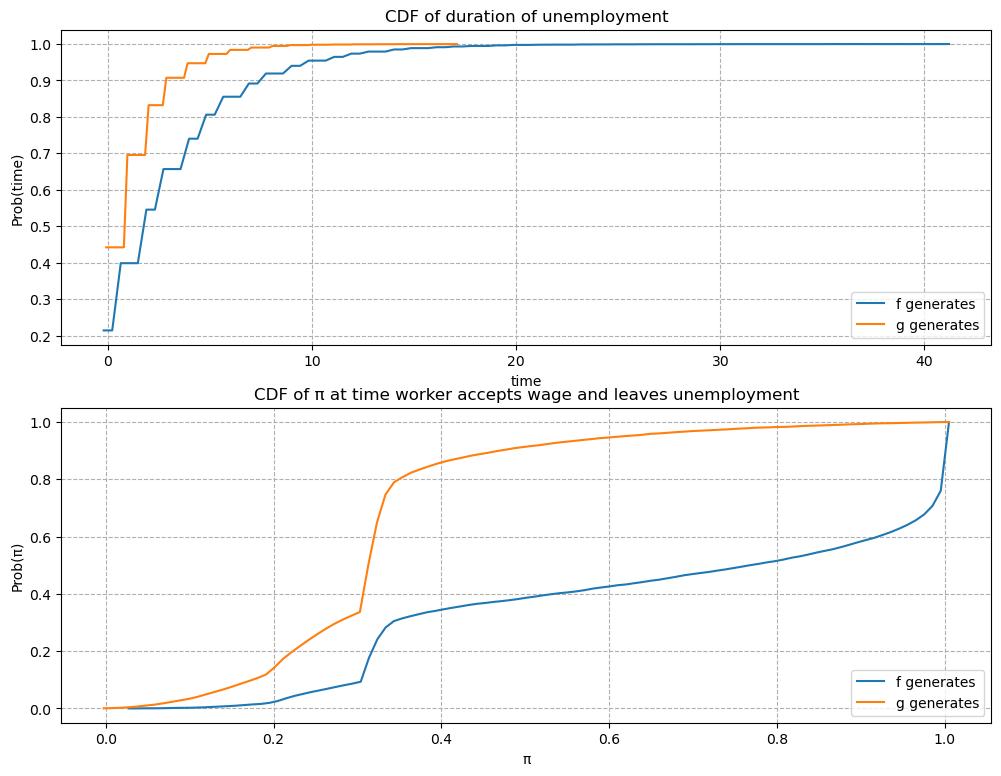 CDF of duration of unemployment
1.0
0.9
0.8
0.7
0.6
0.5
0.4
0.3
0.2
Prob(time)
f generates
g generates
0 10 20 30 40
time
CDF of π at time worker accepts wage and leaves unemployment
1.0
0.8
0.6
0.4
0.2
0.0
Prob(π)
f generates
g generates
0.0 0.2 0.4 0.6 0.8 1.0
π